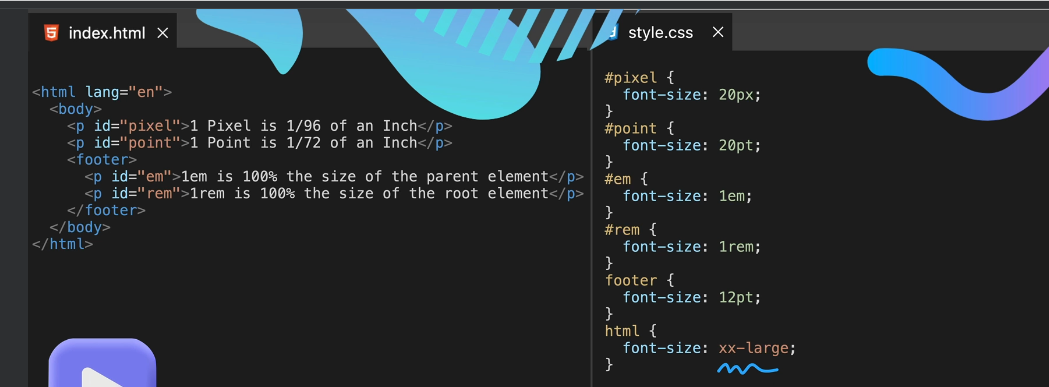 index.html ×
style.css ×
<html lang="en">
<body>
<p id="pixel">1 Pixel is 1/96 of an Inch</p>
<p id="point">1 Point is 1/72 of an Inch</p>
<footer>
<p id="em">1em is 100% the size of the parent element</p>
<p id="rem">1rem is 100% the size of the root element</p>
</footer>
</body>
</html>
#pixel {
font-size: 20px;
}
#point {
font-size: 20pt;
}
#em {
font-size: 1em;
}
#rem {
font-size: 1rem;
}
footer {
font-size: 12pt;
}
html {
font-size: xx-large;
}